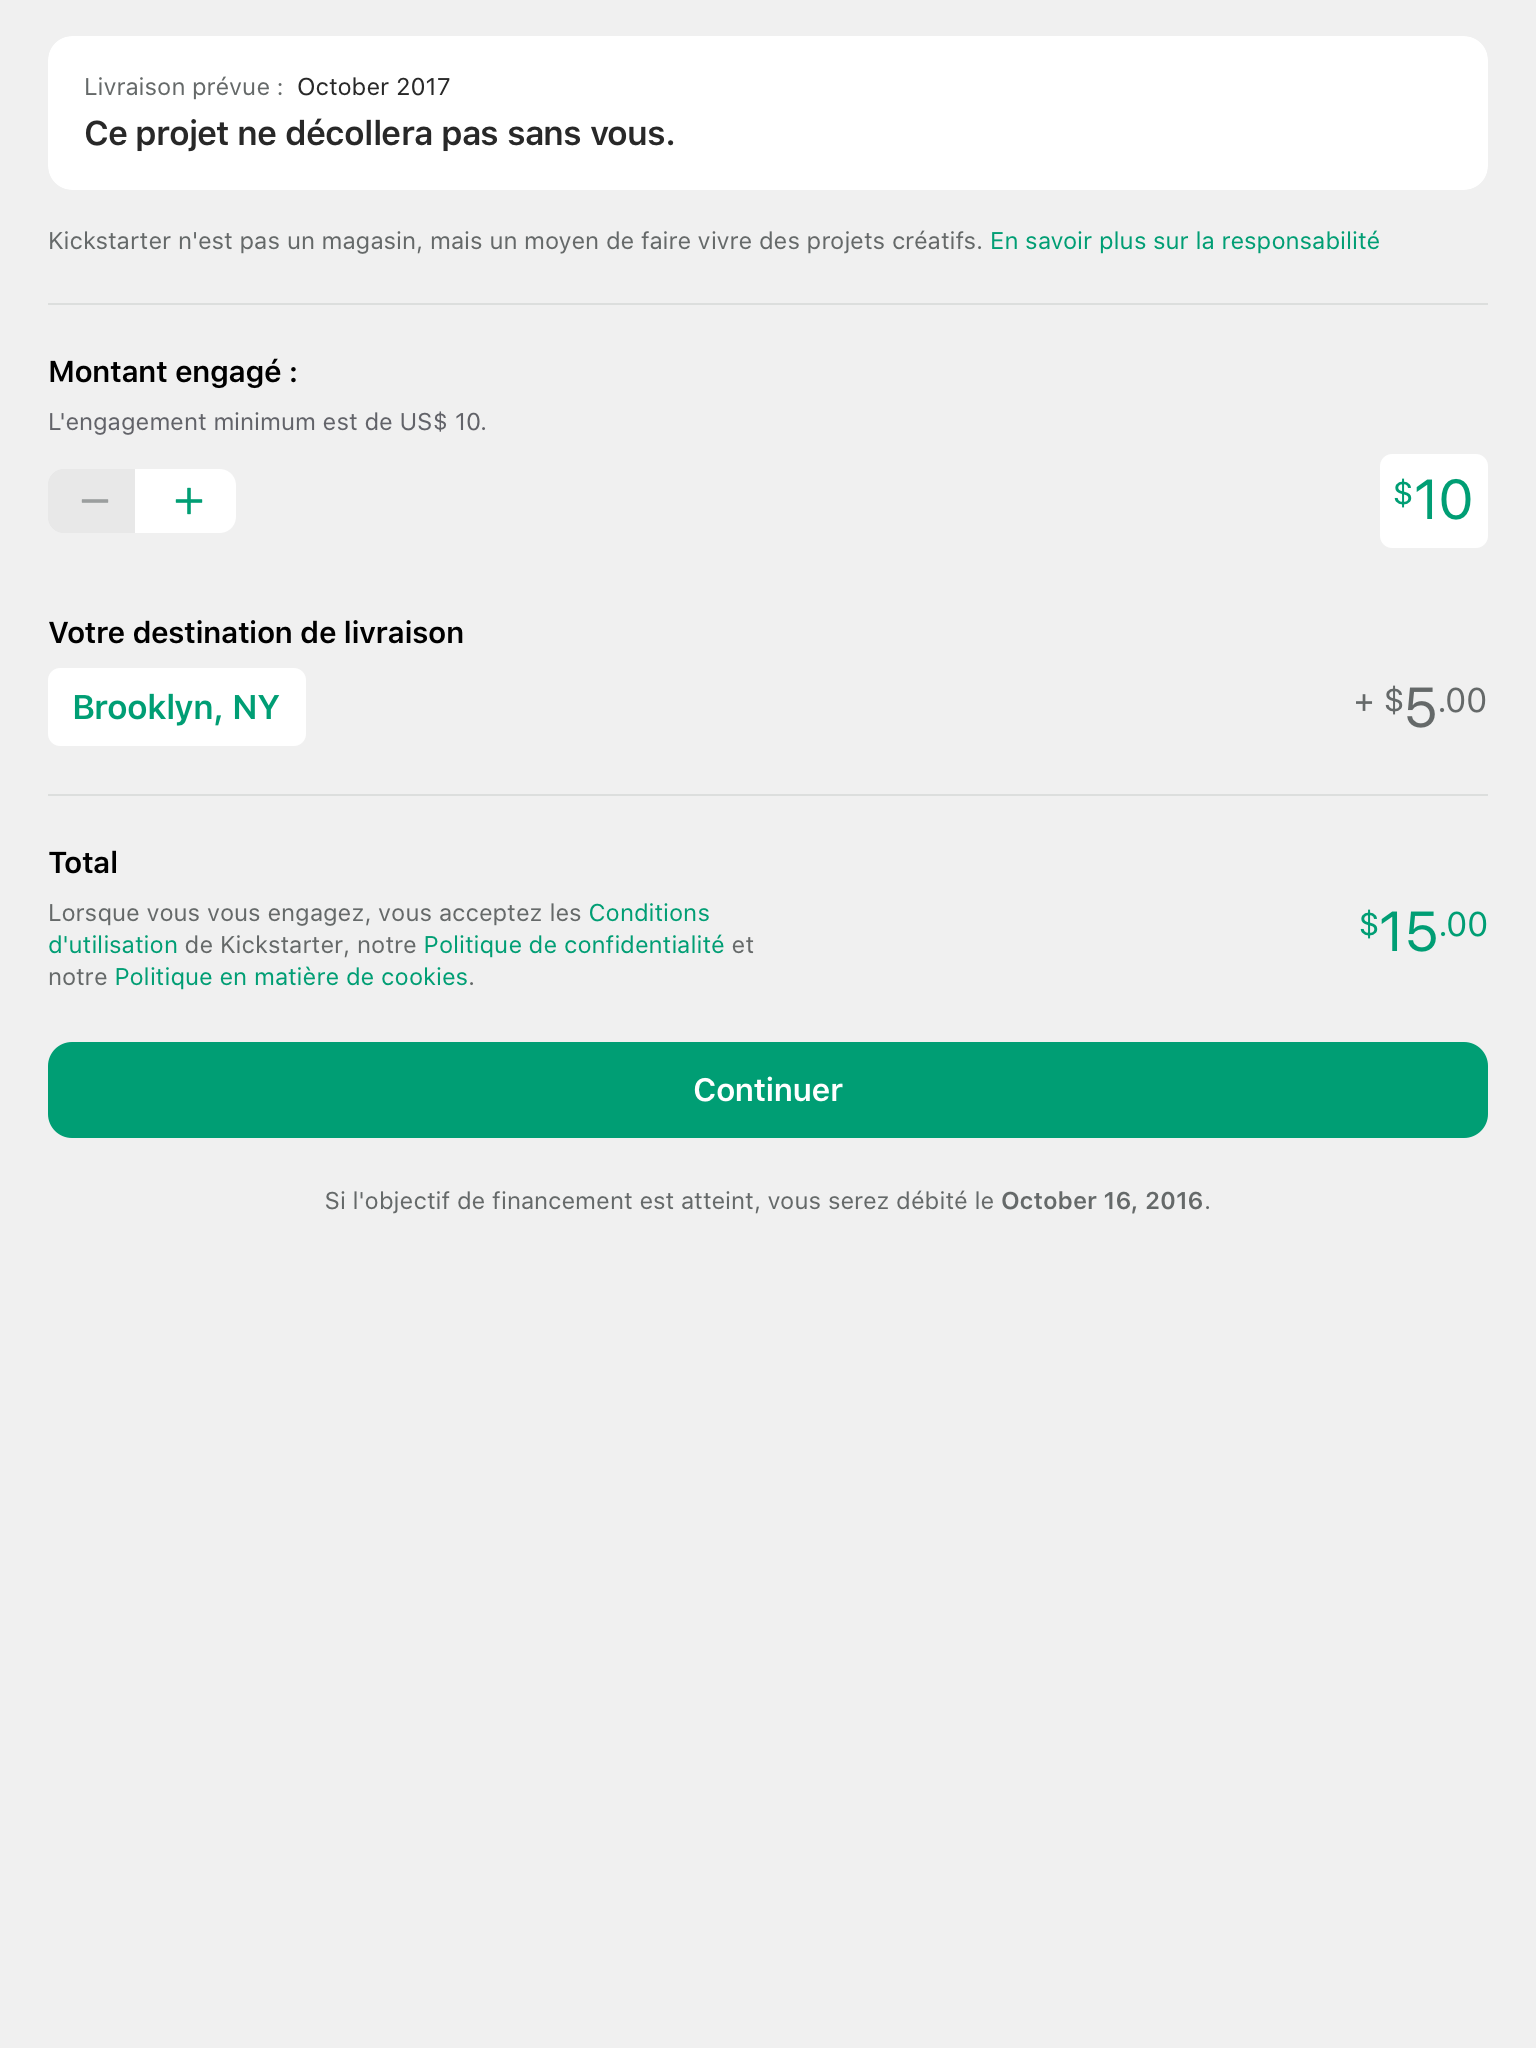 Livraison prévue : October 2017
Ce projet ne décollera pas sans vous.
Kickstarter n'est pas un magasin, mais un moyen de faire vivre des projets créatifs. En savoir plus sur la responsabilité
Montant engagé :
L'engagement minimum est de US$ 10.
− + $10
Votre destination de livraison
Brooklyn, NY + $5.00
Total
Lorsque vous vous engagez, vous acceptez les Conditions
d'utilisation de Kickstarter, notre Politique de confidentialité et
notre Politique en matière de cookies.
$15.00
Continuer
Si l'objectif de financement est atteint, vous serez débité le October 16, 2016.